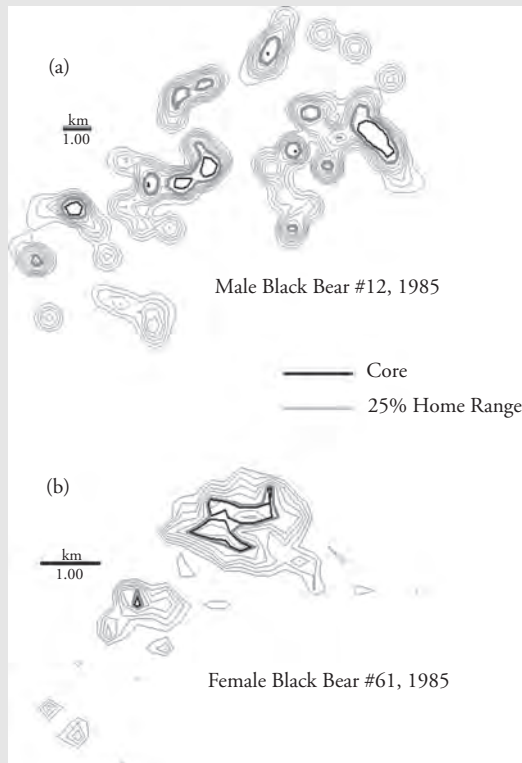 (a)
km
1.00
Male Black Bear #12, 1985
Core
25% Home Range
(b)
km
1.00
Female Black Bear #61, 1985